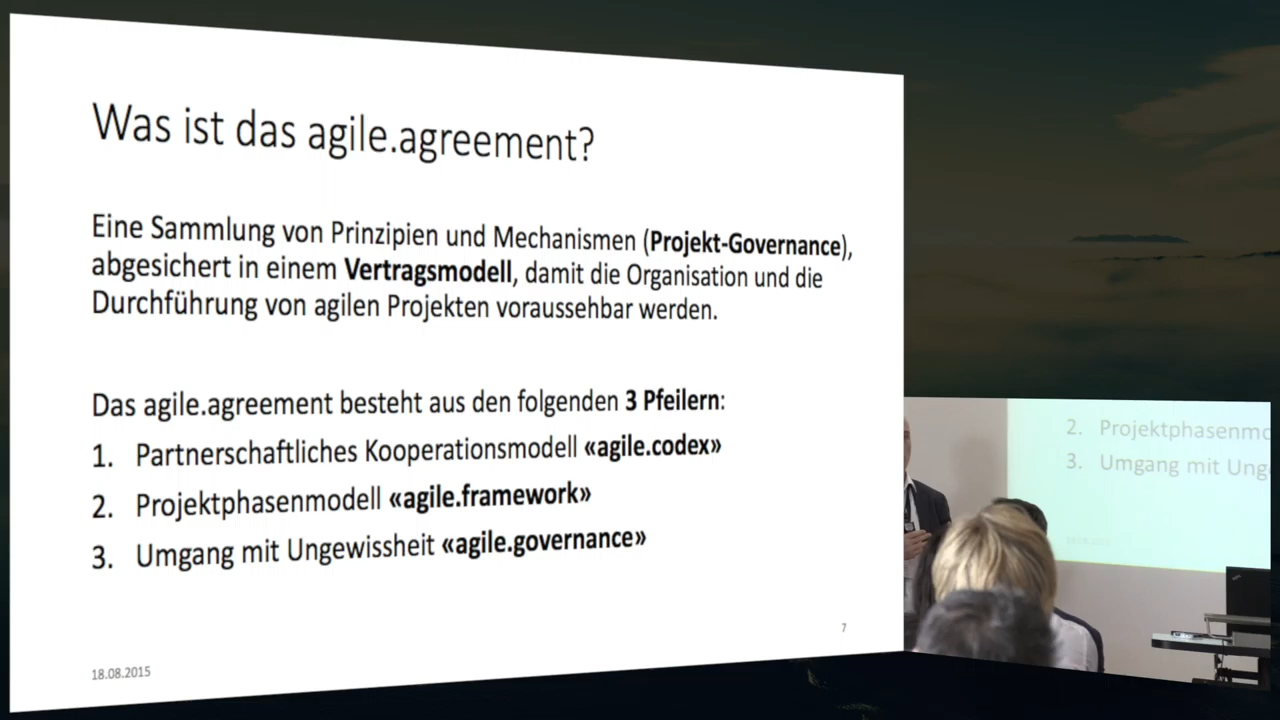 Was ist das agile.agreement?
Eine Sammlung von Prinzipien und Mechanismen (Projekt-Governance),
abgesichert in einem Vertragsmodell, damit die Organisation und die
Durchführung von agilen Projekten voraussehbar werden.
Das agile.agreement besteht aus den folgenden 3 Pfeilern:
1. Partnerschaftliches Kooperationsmodell «agile.codex»
2. Projektphasenmodell «agile.framework»
3. Umgang mit Ungewissheit «agile.governance»
7
18.08.2015
2. Projektphasenmo
3. Umgang mit Unge